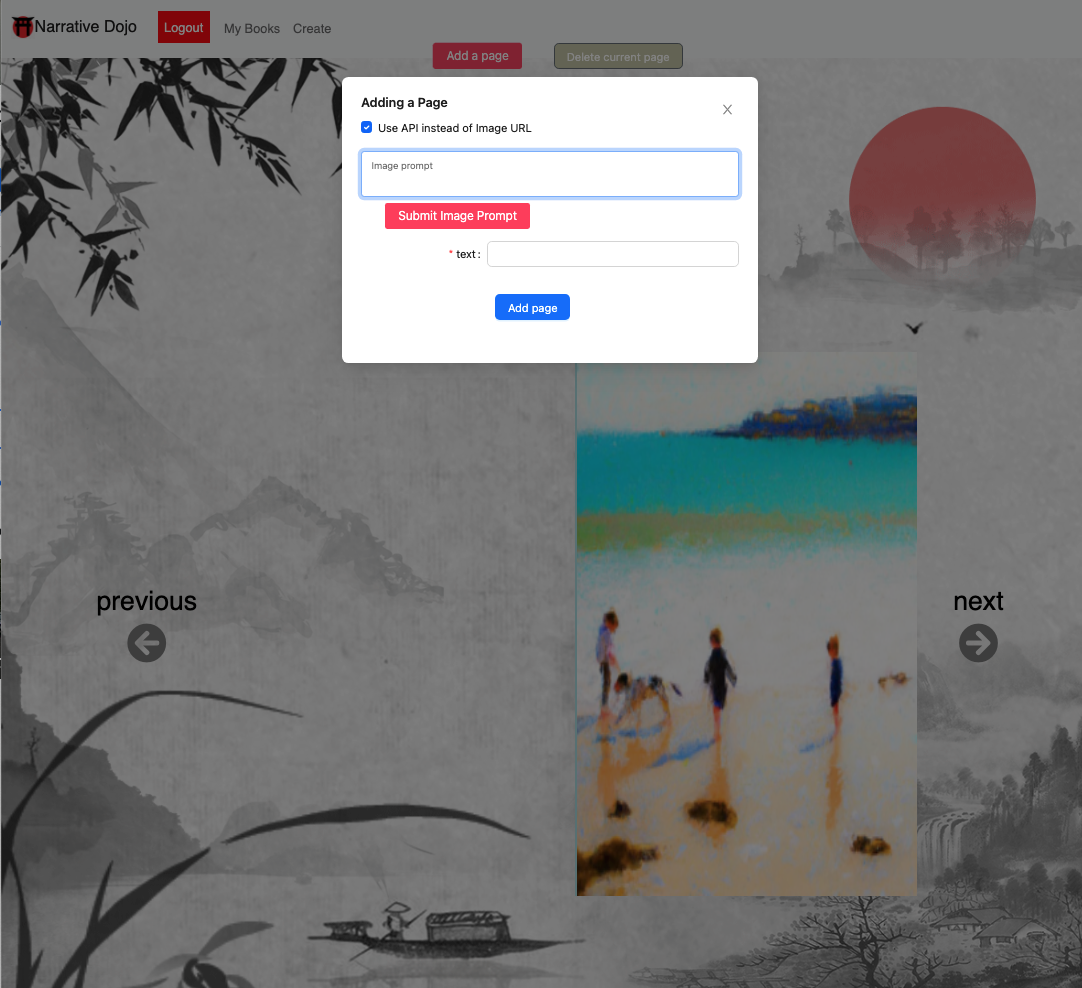 Narrative Dojo Logout My Books Create
Add a page Delete current page
Adding a Page
Use API instead of Image URL
Image prompt
Submit Image Prompt
* text :
Add page
previous
next